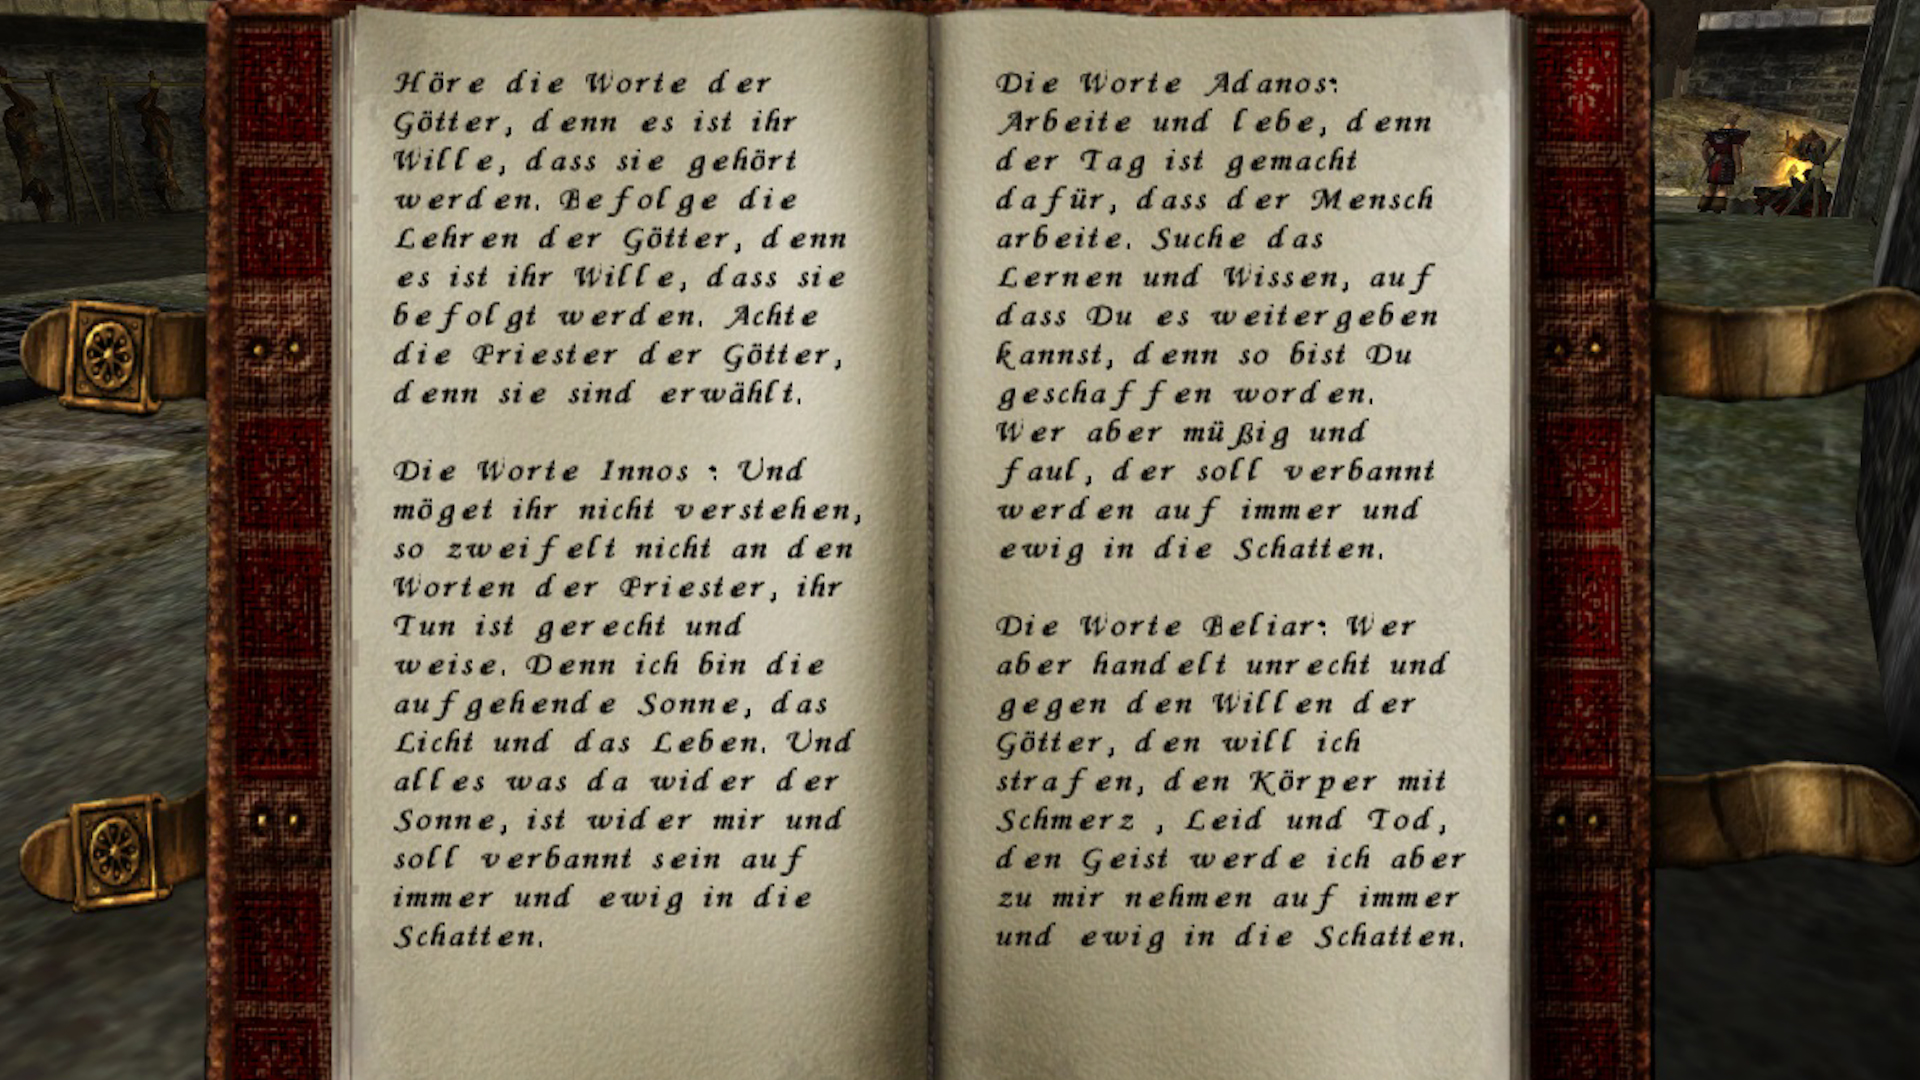 Höre die Worte der
Götter, denn es ist ihr
Wille, dass sie gehört
werden. Befolge die
Lehren der Götter, denn
es ist ihr Wille, dass sie
befolgt werden. Achte
die Priester der Götter,
denn sie sind erwählt.
Die Worte Innos : Und
möget ihr nicht verstehen,
so zweifelt nicht an den
Worten der Priester, ihr
Tun ist gerecht und
weise. Denn ich bin die
aufgehende Sonne, das
Licht und das Leben. Und
alles was da wider der
Sonne, ist wider mir und
soll verbannt sein auf
immer und ewig in die
Schatten.
Die Worte Adanos:
Arbeite und lebe, denn
der Tag ist gemacht
dafür, dass der Mensch
arbeite. Suche das
Lernen und Wissen, auf
dass Du es weitergeben
kannst, denn so bist Du
geschaffen worden.
Wer aber müßig und
faul, der soll verbannt
werden auf immer und
ewig in die Schatten.
Die Worte Beliar: Wer
aber handelt unrecht und
gegen den Willen der
Götter, den will ich
strafen, den Körper mit
Schmerz , Leid und Tod,
den Geist werde ich aber
zu mir nehmen auf immer
und ewig in die Schatten.